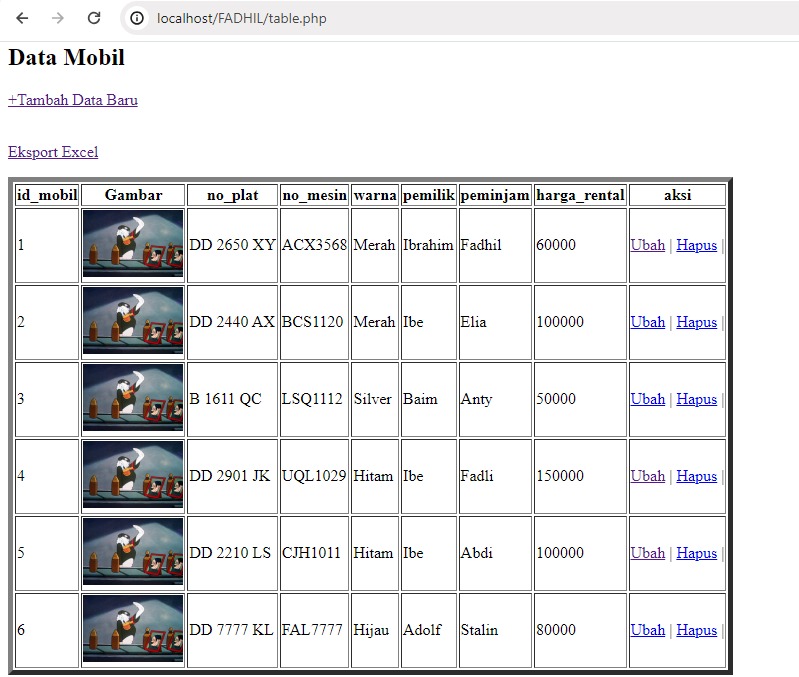 localhost/FADHIL/table.php
Data Mobil
+Tambah Data Baru
Eksport Excel
id_mobil Gambar no_plat no_mesin warna pemilik peminjam harga_rental aksi
1 DD 2650 XY ACX3568 Merah Ibrahim Fadhil 60000 Ubah | Hapus |
2 DD 2440 AX BCS1120 Merah Ibe Elia 100000 Ubah | Hapus |
3 B 1611 QC LSQ1112 Silver Baim Anty 50000 Ubah | Hapus |
4 DD 2901 JK UQL1029 Hitam Ibe Fadli 150000 Ubah | Hapus |
5 DD 2210 LS CJH1011 Hitam Ibe Abdi 100000 Ubah | Hapus |
6 DD 7777 KL FAL7777 Hijau Adolf Stalin 80000 Ubah | Hapus |